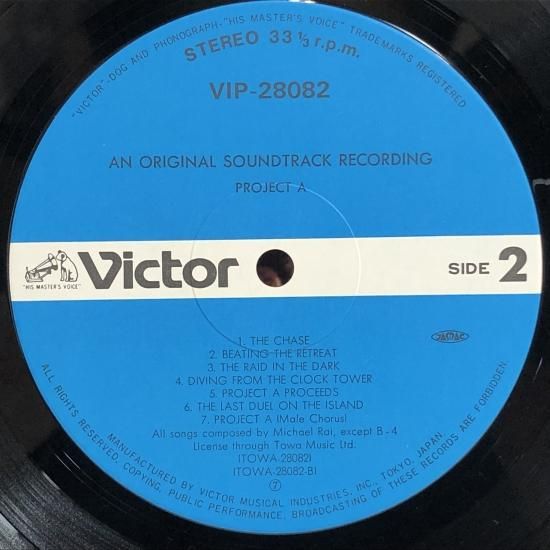 "VICTOR"-DOG AND PHONOGRAPH-"HIS MASTER'S VOICE" TRADEMARKS REGISTERED
STEREO 33 1/3 r.p.m.
VIP-28082
AN ORIGINAL SOUNDTRACK RECORDING
PROJECT A
Victor
"HIS MASTER'S VOICE"
SIDE 2
JASRAC
1. THE CHASE
2. BEATING THE RETREAT
3. THE RAID IN THE DARK
4. DIVING FROM THE CLOCK TOWER
5. PROJECT A PROCEEDS
6. THE LAST DUEL ON THE ISLAND
7. PROJECT A (Male Chorus)
All songs composed by Michael Rai, except B-4
License through Towa Music Ltd.
(TOWA-28082)
(TOWA-28082-B)
7
ALL RIGHTS RESERVED. COPYING, PUBLIC PERFORMANCE, BROADCASTING OF THESE RECORDS ARE FORBIDDEN.
MANUFACTURED BY VICTOR MUSICAL INDUSTRIES, INC., TOKYO, JAPAN.